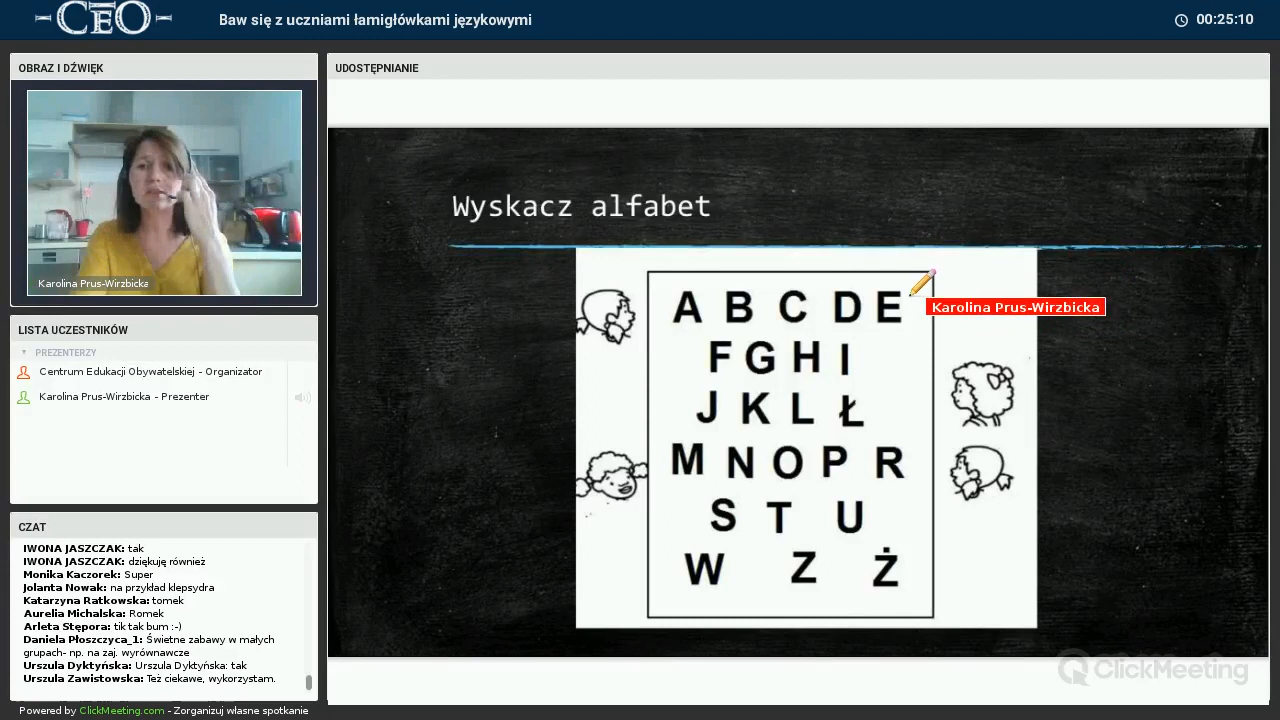 CEO
Baw się z uczniami łamigłówkami językowymi
00:25:10
OBRAZ I DŹWIĘK
Karolina Prus-Wirzbicka
LISTA UCZESTNIKÓW
PREZENTERZY
Centrum Edukacji Obywatelskiej - Organizator
Karolina Prus-Wirzbicka - Prezenter
CZAT
IWONA JASZCZAK: tak
IWONA JASZCZAK: dziękuję również
Monika Kaczorek: Super
Jolanta Nowak: na przykład klepsydra
Katarzyna Ratkowska: tomek
Aurelia Michalska: Romek
Arleta Stępora: tik tak bum :-)
Daniela Płoszczyca_1: Świetne zabawy w małych
grupach- np. na zaj. wyrównawcze
Urszula Dyktyńska: Urszula Dyktyńska: tak
Urszula Zawistowska: Też ciekawe, wykorzystam.
Powered by ClickMeeting.com - Zorganizuj własne spotkanie
UDOSTĘPNIANIE
Wyskacz alfabet
A B C D E
Karolina Prus-Wirzbicka
F G H I
J K L Ł
M N O P R
S T U
W Z Ż
ClickMeeting